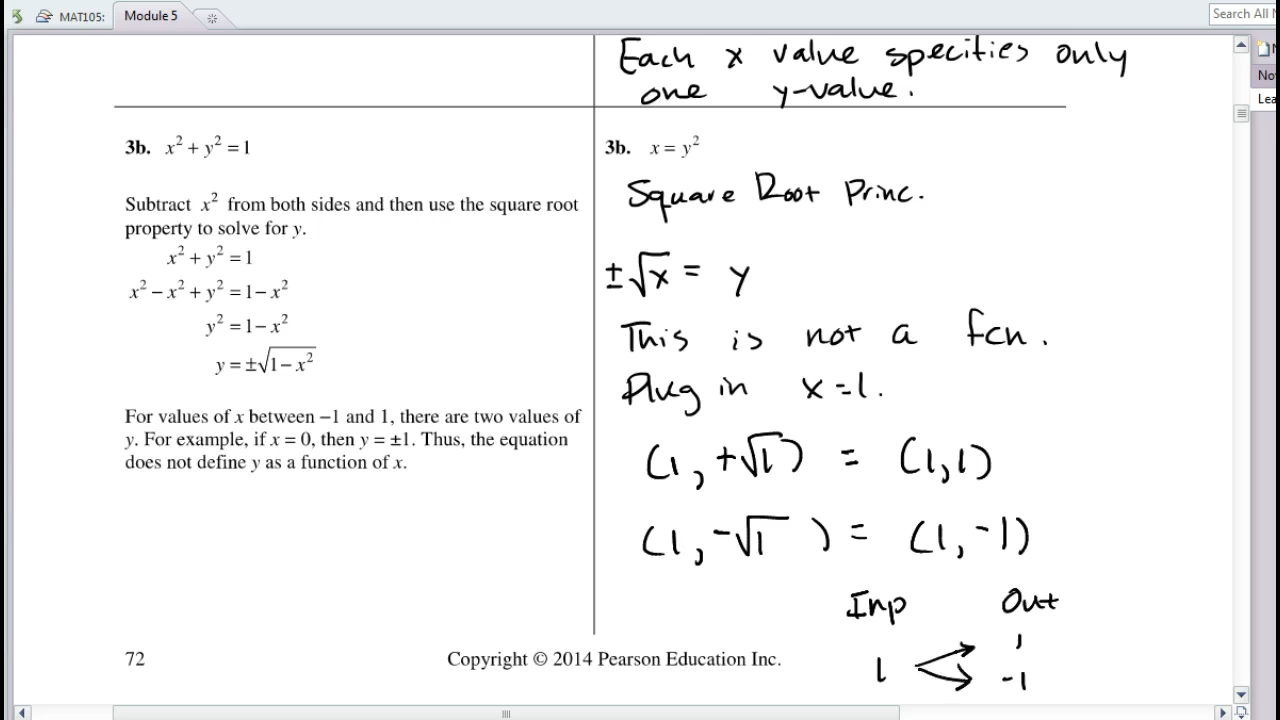 MAT105: Module 5
Search All
Each x value specifies only
one y-value.
3b. x² + y² = 1
Subtract x² from both sides and then use the square root
property to solve for y.
x² + y² = 1
x² − x² + y² = 1 − x²
y² = 1 − x²
y = ±√(1 − x²)
For values of x between −1 and 1, there are two values of
y. For example, if x = 0, then y = ±1. Thus, the equation
does not define y as a function of x.
3b. x = y²
Square Root Princ.
±√x = y
This is not a fcn.
Plug in x = 1.
(1, +√1) = (1, 1)
(1, -√1) = (1, -1)
Inp Out
1
1 -1
72 Copyright © 2014 Pearson Education Inc.